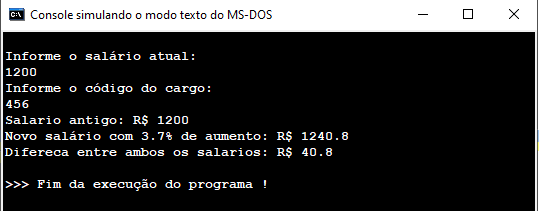 Console simulando o modo texto do MS-DOS
Informe o salário atual:
1200
Informe o código do cargo:
456
Salario antigo: R$ 1200
Novo salário com 3.7% de aumento: R$ 1240.8
Difereca entre ambos os salarios: R$ 40.8
>>> Fim da execução do programa !